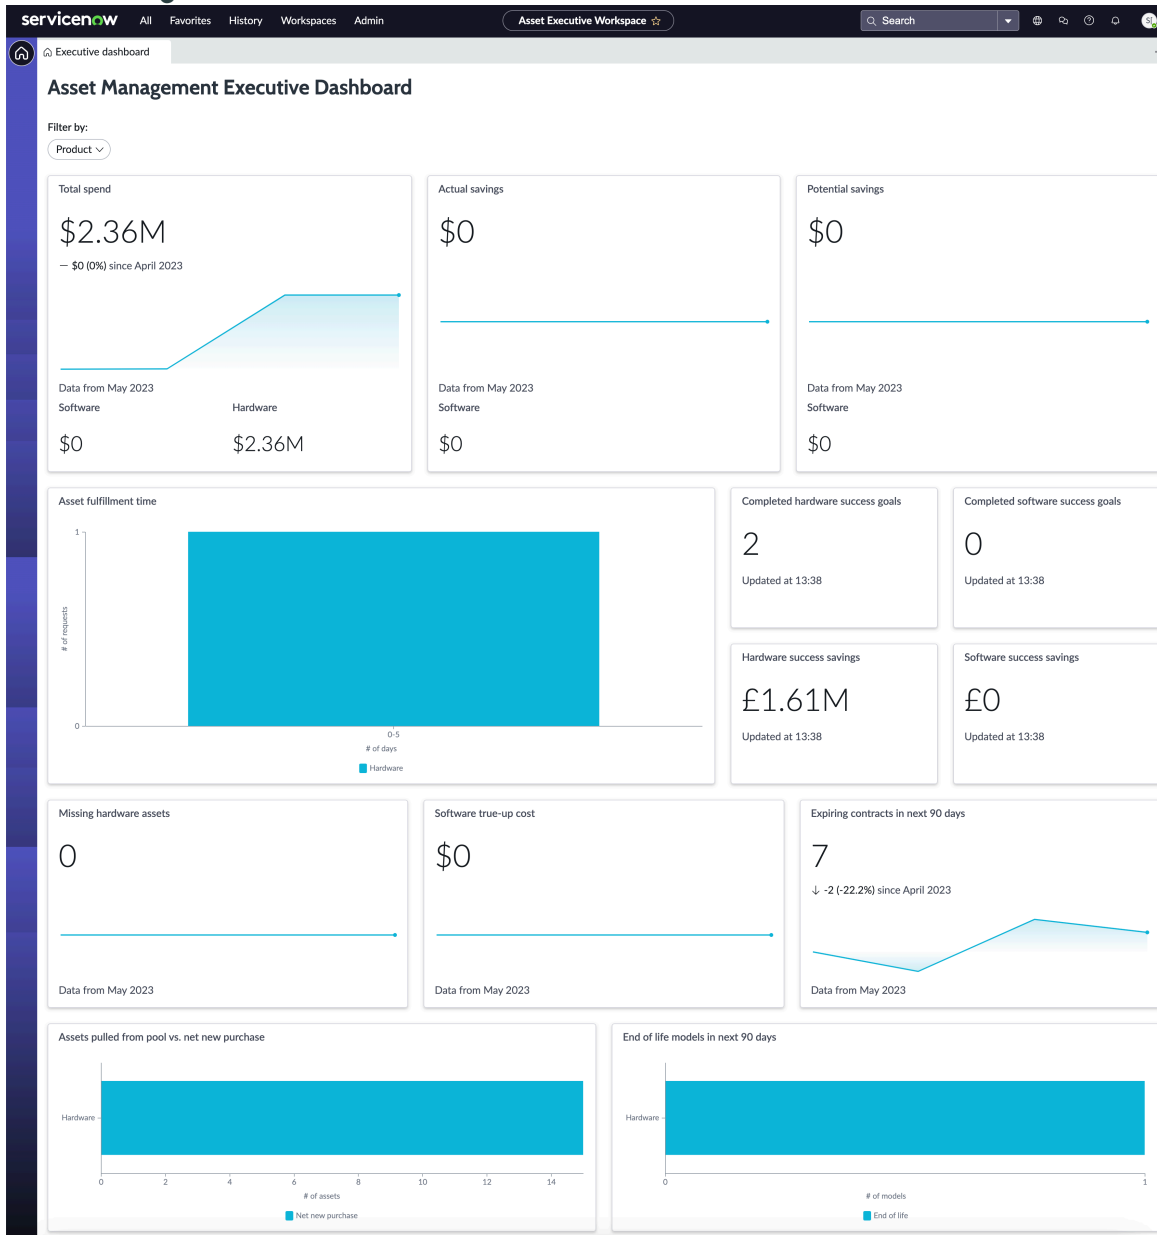 servicenow All Favorites History Workspaces Admin Asset Executive Workspace Search
Executive dashboard
Asset Management Executive Dashboard
Filter by:
Product
Total spend
$2.36M
— $0 (0%) since April 2023
Data from May 2023
Software Hardware
$0 $2.36M
Actual savings
$0
Data from May 2023
Software
$0
Potential savings
$0
Data from May 2023
Software
$0
Asset fulfillment time
1
# of requests
0
0-5
# of days
Hardware
Completed hardware success goals
2
Updated at 13:38
Completed software success goals
0
Updated at 13:38
Hardware success savings
£1.61M
Updated at 13:38
Software success savings
£0
Updated at 13:38
Missing hardware assets
0
Data from May 2023
Software true-up cost
$0
Data from May 2023
Expiring contracts in next 90 days
7
↓ -2 (-22.2%) since April 2023
Data from May 2023
Assets pulled from pool vs. net new purchase
Hardware
0 2 4 6 8 10 12 14
# of assets
Net new purchase
End of life models in next 90 days
Hardware
0 1
# of models
End of life